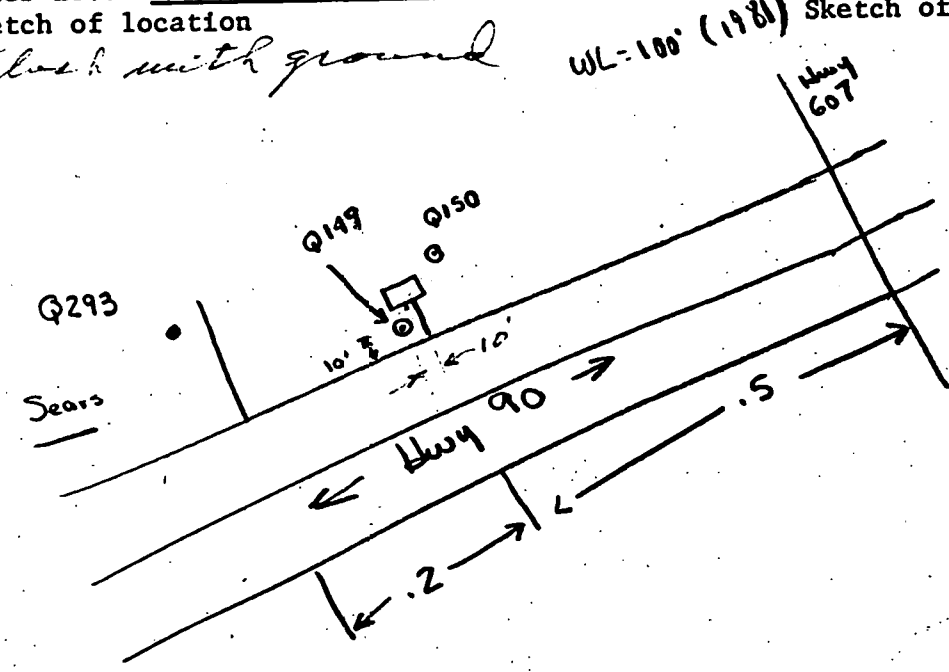 etch of location
with ground
WL=100' (1981) Sketch of
Hwy
607
Q149
Q150
Q293
10'
10'
Sears
Hwy 90
.5
.2